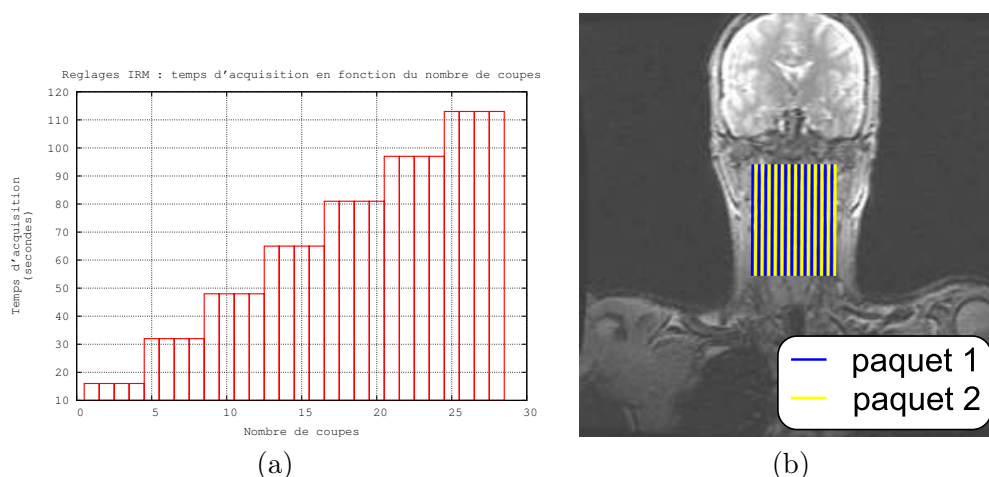 Reglages IRM : temps d'acquisition en fonction du nombre de coupes
120
110
100
90
80
70
60
50
40
30
20
10
0
5
10
15
20
25
30
Temps d'acquisition
(secondes)
Nombre de coupes
(a)
paquet 1
paquet 2
(b)